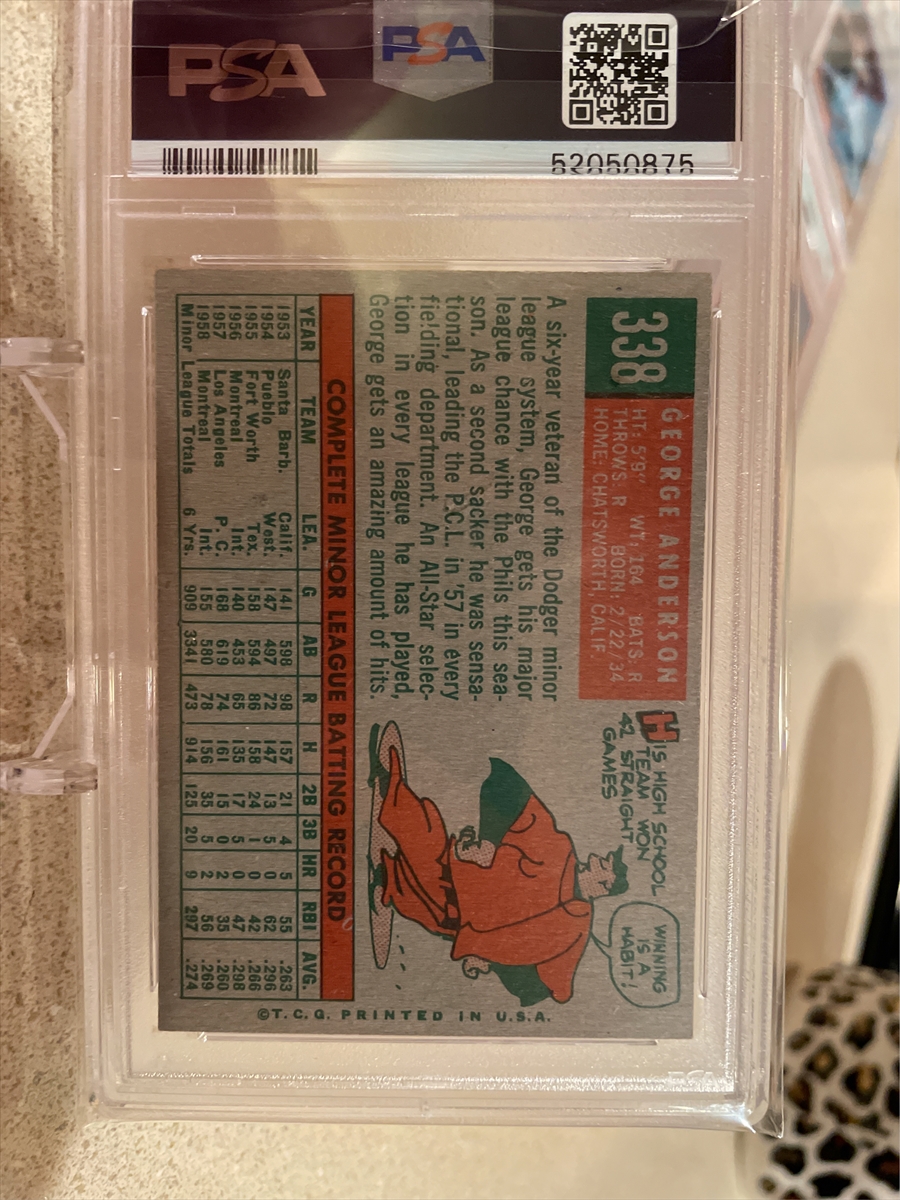 PSA
PSA
52050875
338
GEORGE ANDERSON
HT: 5'9" WT: 164 BATS: R
THROWS: R BORN: 2/22/34
HOME: CHATSWORTH, CALIF.
A six-year veteran of the Dodger minor
league system, George gets his major
league chance with the Phils this sea-
son. As a second sacker he was sensa-
tional, leading the P.C.L. in '57 in every
fielding department. An All-Star selec-
tion in every league he has played,
George gets an amazing amount of hits.
HIS HIGH SCHOOL
TEAM WON
42 STRAIGHT
GAMES
WINNING
IS A
HABIT!
COMPLETE MINOR LEAGUE BATTING RECORD
YEAR TEAM LEA. G AB R H 2B 3B HR RBI AVG.
1953 Santa Barb. Calif. 141 598 98 157 21 4 5 55 .263
1954 Pueblo West. 147 497 72 147 13 5 0 62 .296
1955 Fort Worth Tex. 158 594 86 158 24 1 0 42 .266
1956 Montreal Int. 140 453 65 135 17 5 0 47 .298
1957 Los Angeles P. C. 168 619 74 161 15 0 2 35 .260
1958 Montreal Int. 155 580 78 156 35 5 2 56 .269
Minor League Totals 6 Yrs. 909 3341 473 914 125 20 9 297 .274
©T. C. G. PRINTED IN U.S.A.
PSA